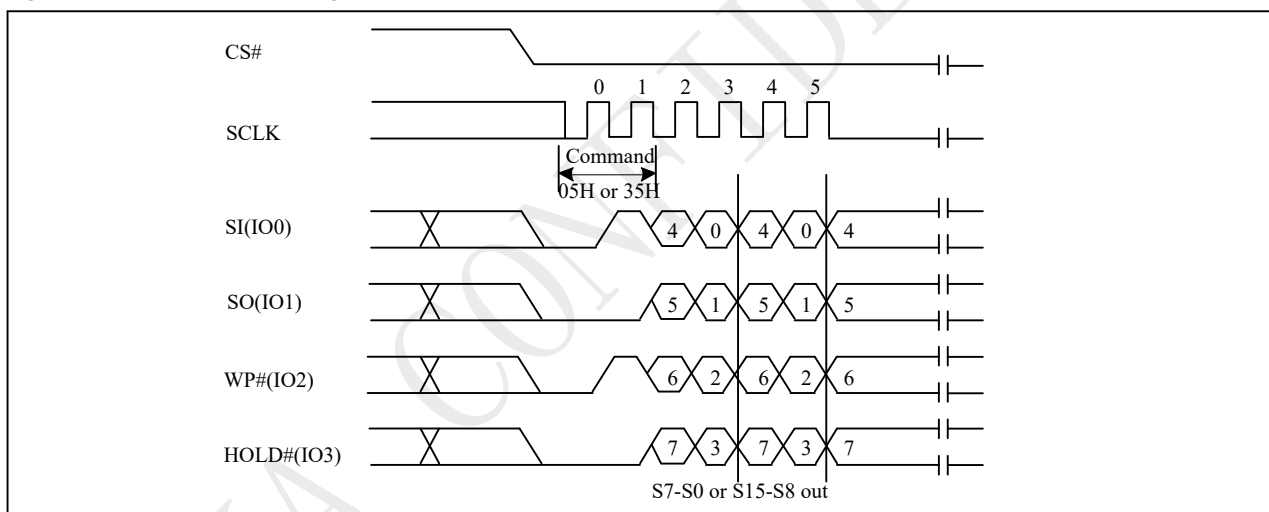 CS#
0 1 2 3 4 5
SCLK
Command
05H or 35H
SI(IO0) 4 0 4 0 4
SO(IO1) 5 1 5 1 5
WP#(IO2) 6 2 6 2 6
HOLD#(IO3) 7 3 7 3 7
S7-S0 or S15-S8 out